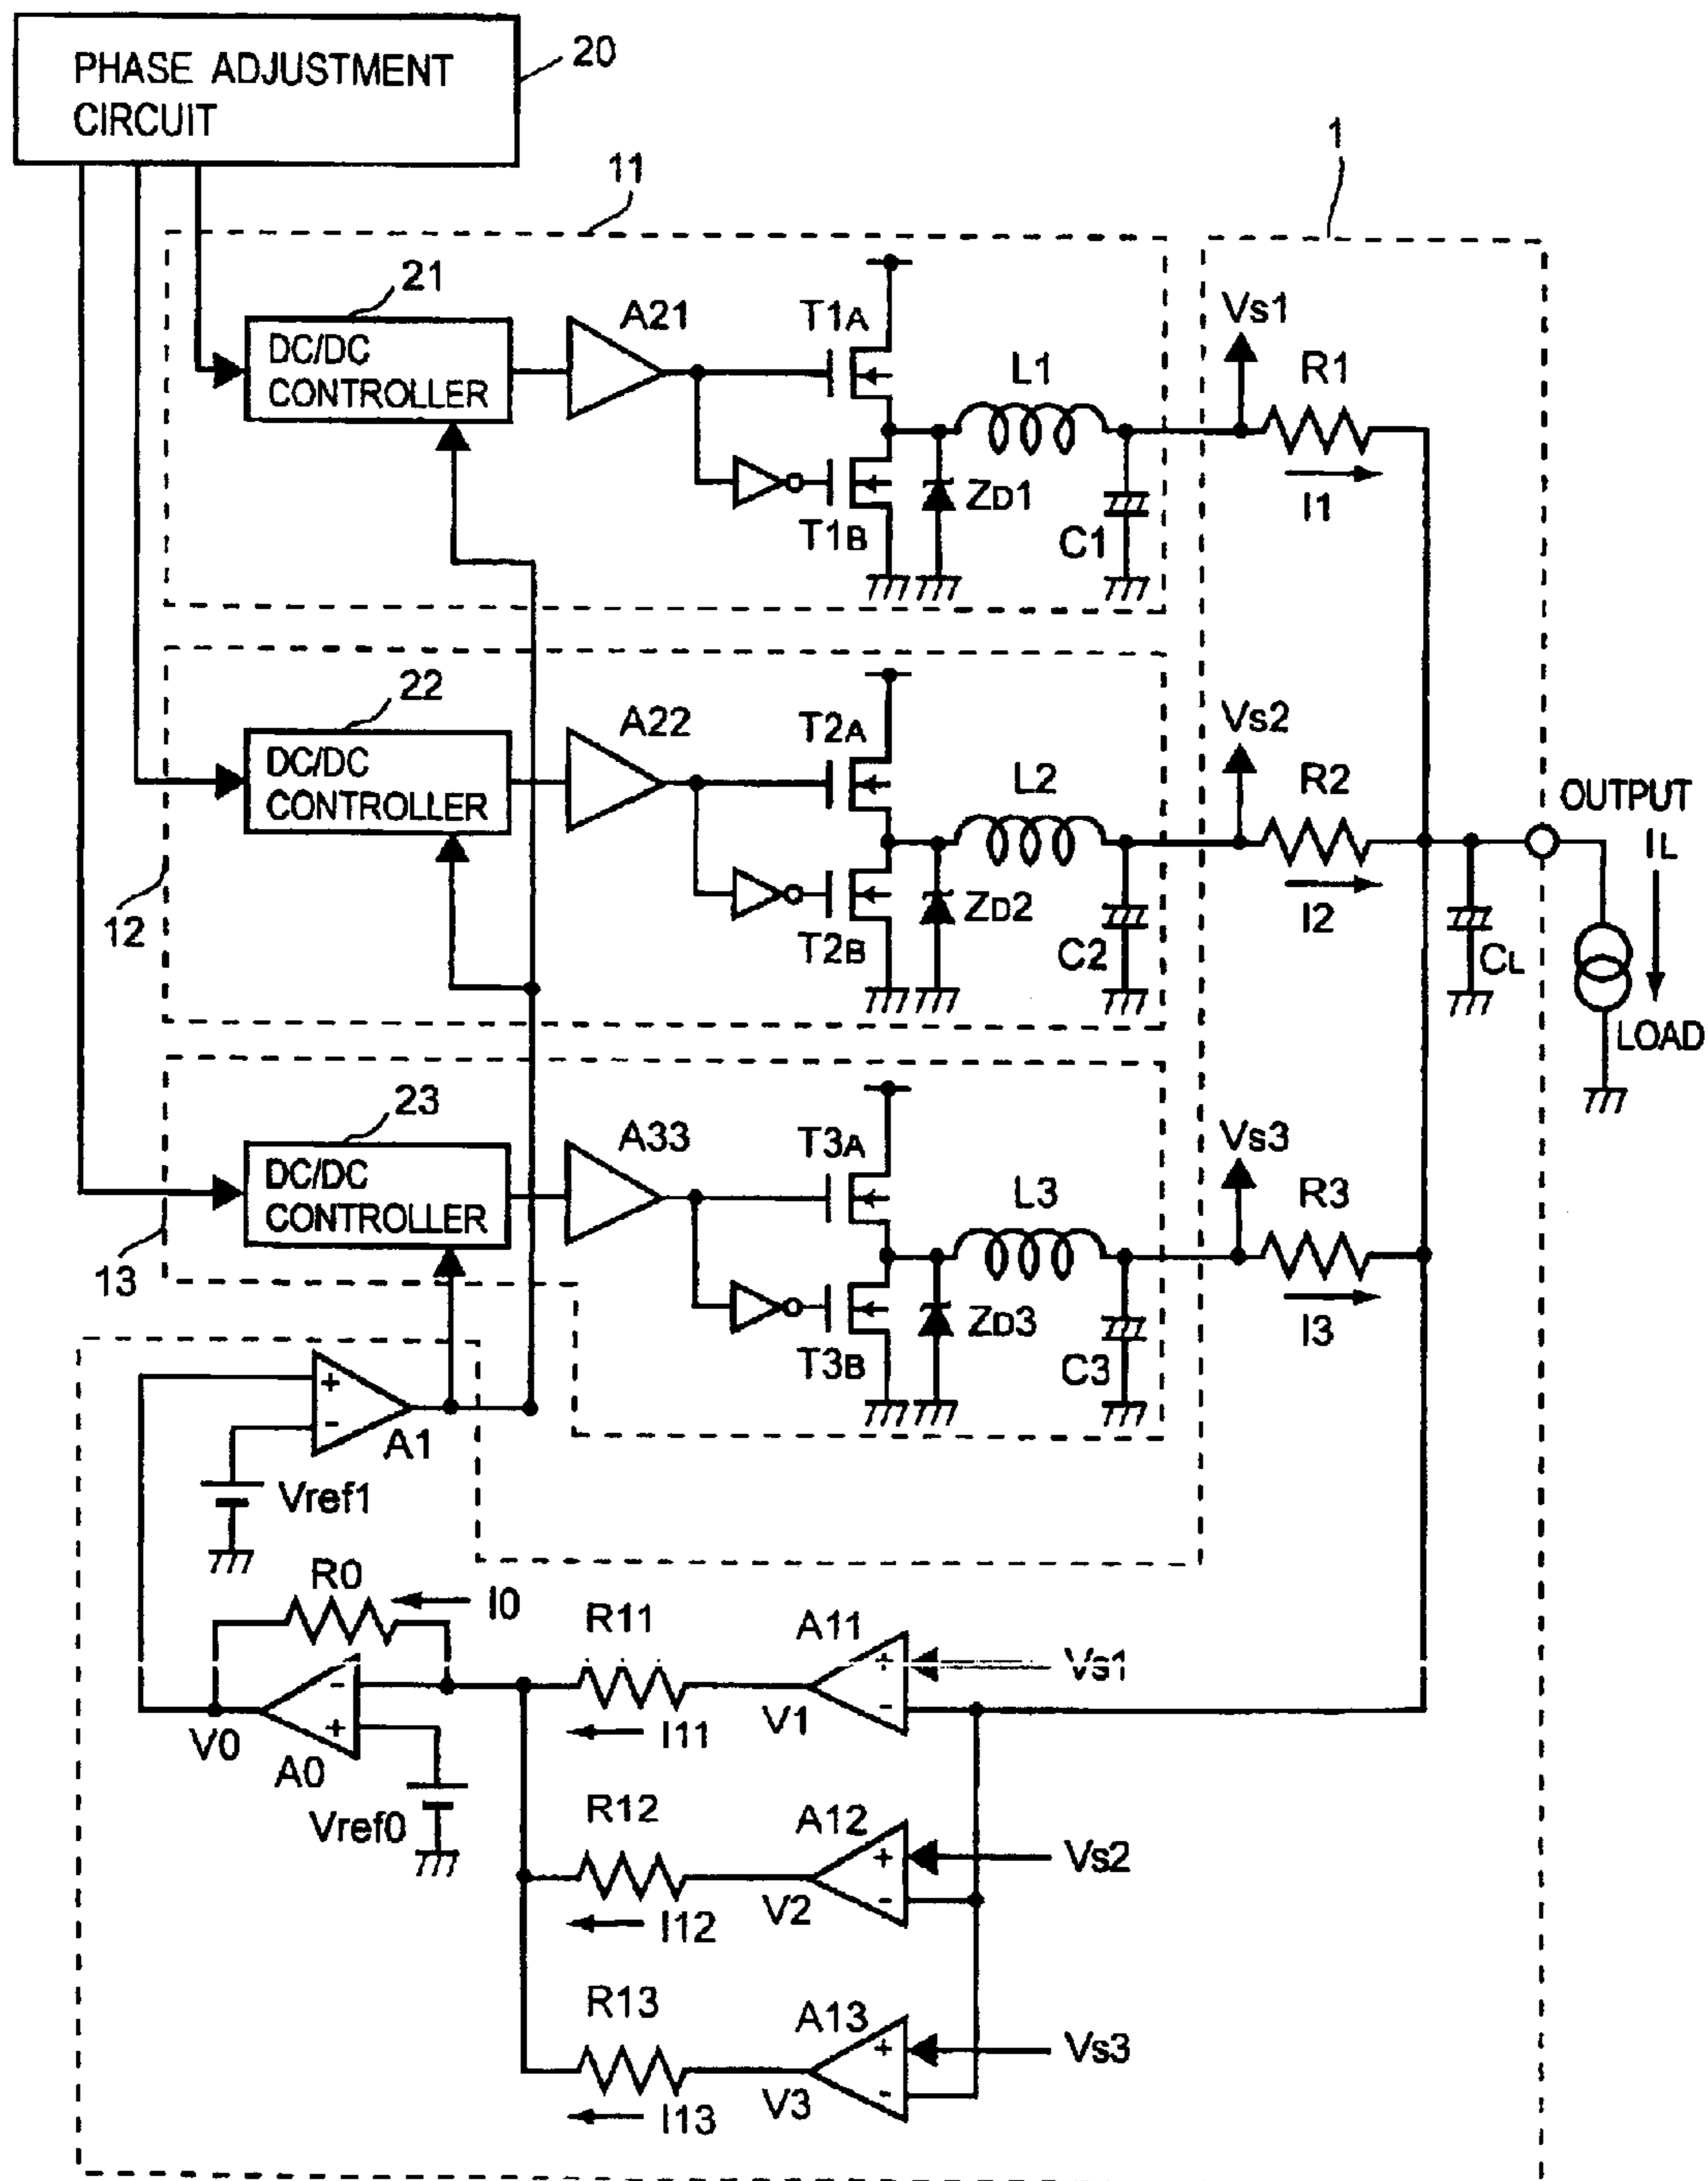 PHASE ADJUSTMENT
CIRCUIT
20
1
11
21
DC/DC
CONTROLLER
A21
T1A
T1B
ZD1
L1
C1
Vs1
R1
I1
12
22
DC/DC
CONTROLLER
A22
T2A
T2B
ZD2
L2
C2
Vs2
R2
I2
OUTPUT
IL
CL
LOAD
13
23
DC/DC
CONTROLLER
A33
T3A
T3B
ZD3
L3
C3
Vs3
R3
I3
+
-
A1
Vref1
R0
I0
-
+
V0
A0
Vref0
R11
I11
V1
A11
+
-
Vs1
R12
I12
V2
A12
+
-
Vs2
R13
I13
V3
A13
+
-
Vs3